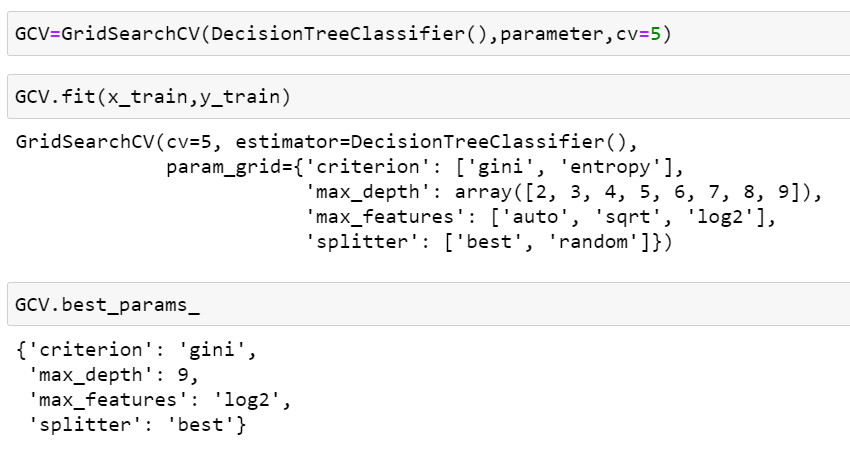 GCV=GridSearchCV(DecisionTreeClassifier(),parameter,cv=5)
GCV.fit(x_train,y_train)
GridSearchCV(cv=5, estimator=DecisionTreeClassifier(),
             param_grid={'criterion': ['gini', 'entropy'],
                         'max_depth': array([2, 3, 4, 5, 6, 7, 8, 9]),
                         'max_features': ['auto', 'sqrt', 'log2'],
                         'splitter': ['best', 'random']})
GCV.best_params_
{'criterion': 'gini',
 'max_depth': 9,
 'max_features': 'log2',
 'splitter': 'best'}